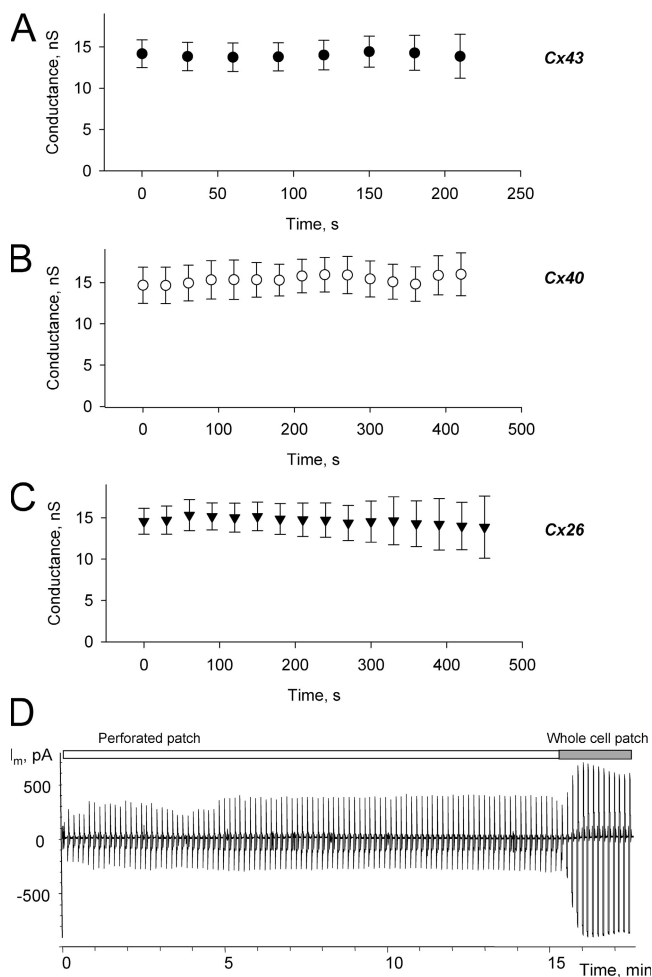 A
Conductance, nS
15
10
5
0
Cx43
0 50 100 150 200 250
Time, s
B
Conductance, nS
15
10
5
0
Cx40
0 100 200 300 400 500
Time, s
C
Conductance, nS
15
10
5
0
Cx26
0 100 200 300 400 500
Time, s
D
Perforated patch Whole cell patch
Im, pA
500
0
-500
0 5 10 15 Time, min